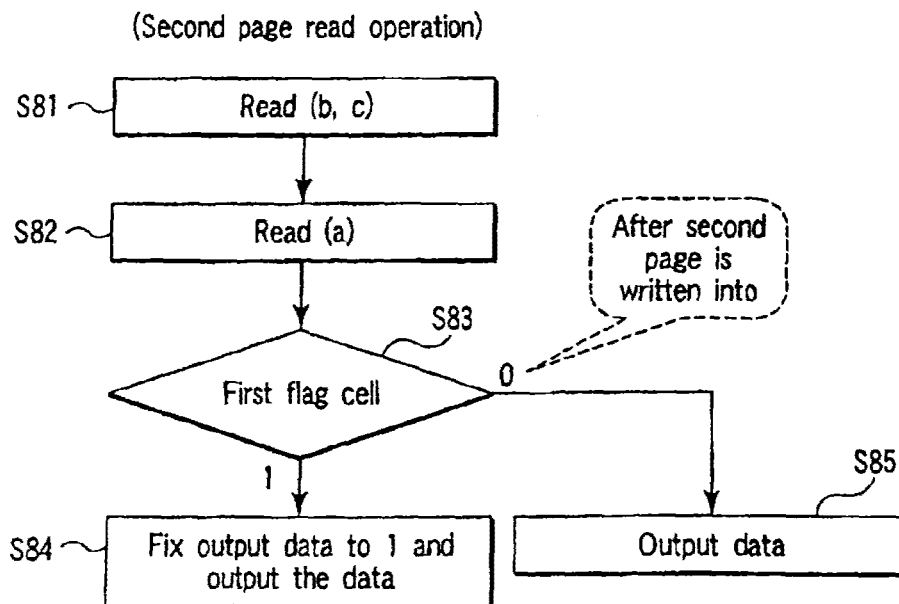 (Second page read operation)
S81
Read (b, c)
S82
Read (a)
After second
page is
written into
S83
First flag cell
0
1
S84
Fix output data to 1 and
output the data
S85
Output data